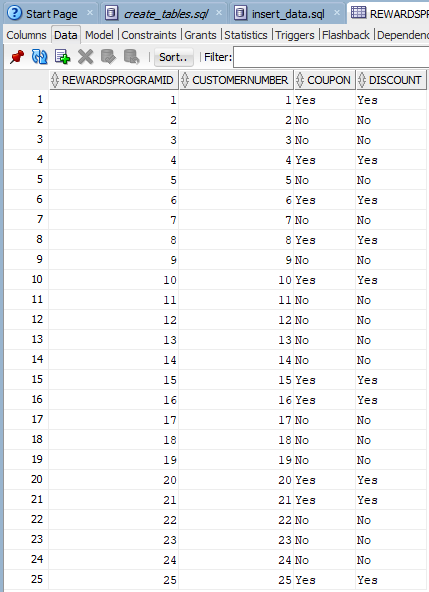 Start Page create_tables.sql insert_data.sql REWARDSPRO
Columns Data Model Constraints Grants Statistics Triggers Flashback Dependenc
Sort.. Filter:
REWARDSPROGRAMID CUSTOMERNUMBER COUPON DISCOUNT
1 1 1 Yes Yes
2 2 2 No No
3 3 3 No No
4 4 4 Yes Yes
5 5 5 No No
6 6 6 Yes Yes
7 7 7 No No
8 8 8 Yes Yes
9 9 9 No No
10 10 10 Yes Yes
11 11 11 No No
12 12 12 No No
13 13 13 No No
14 14 14 No No
15 15 15 Yes Yes
16 16 16 Yes Yes
17 17 17 No No
18 18 18 No No
19 19 19 No No
20 20 20 Yes Yes
21 21 21 Yes Yes
22 22 22 No No
23 23 23 No No
24 24 24 No No
25 25 25 Yes Yes